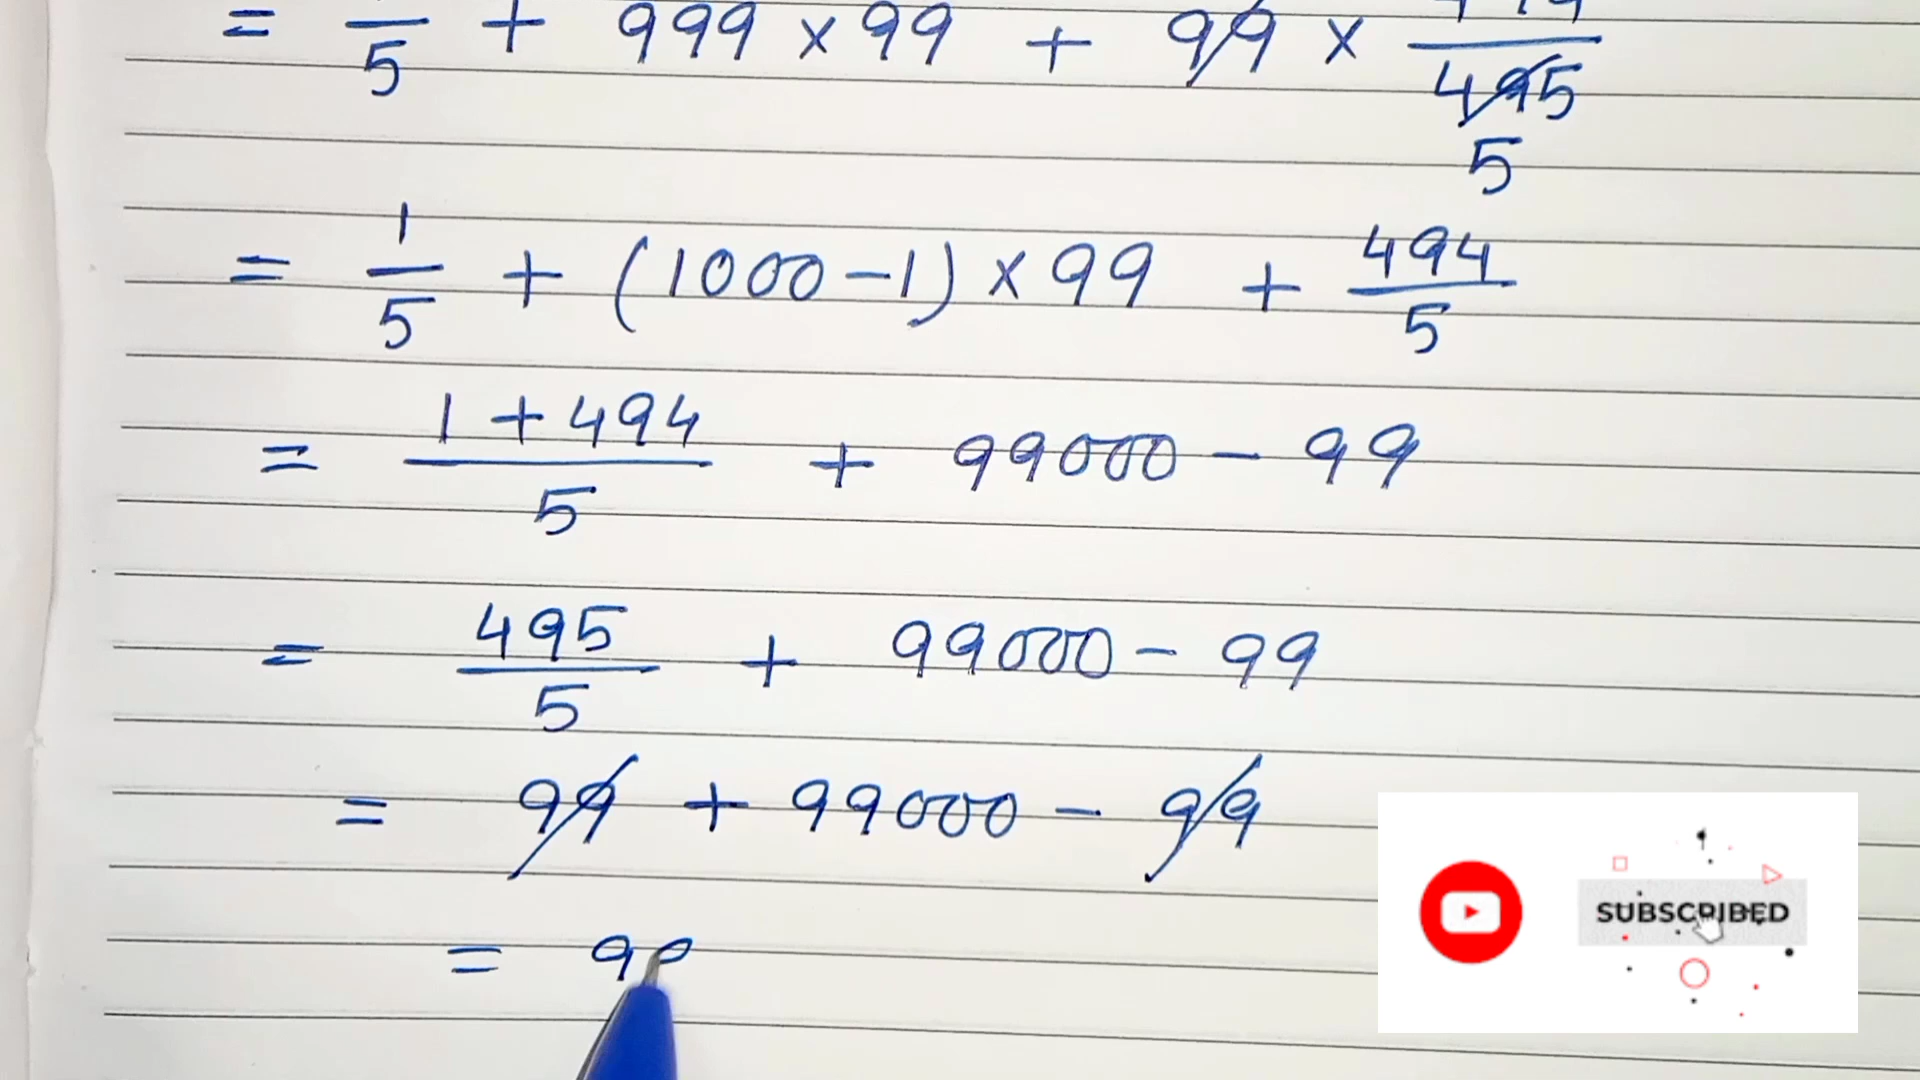 = 1/5 + 999 × 99 + 99 × 494/495
5
= 1/5 + (1000 - 1) × 99 + 494/5
= (1 + 494)/5 + 99000 - 99
= 495/5 + 99000 - 99
= 99 + 99000 - 99
= 99
SUBSCRIBED